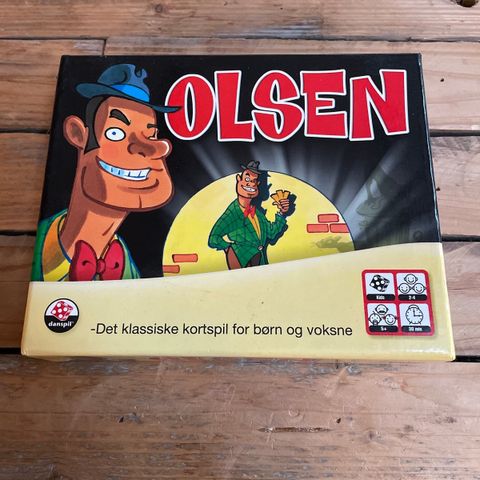 OLSEN
-Det klassiske kortspil for børn og voksne
danspil
Kids
2-4
5+
30 min